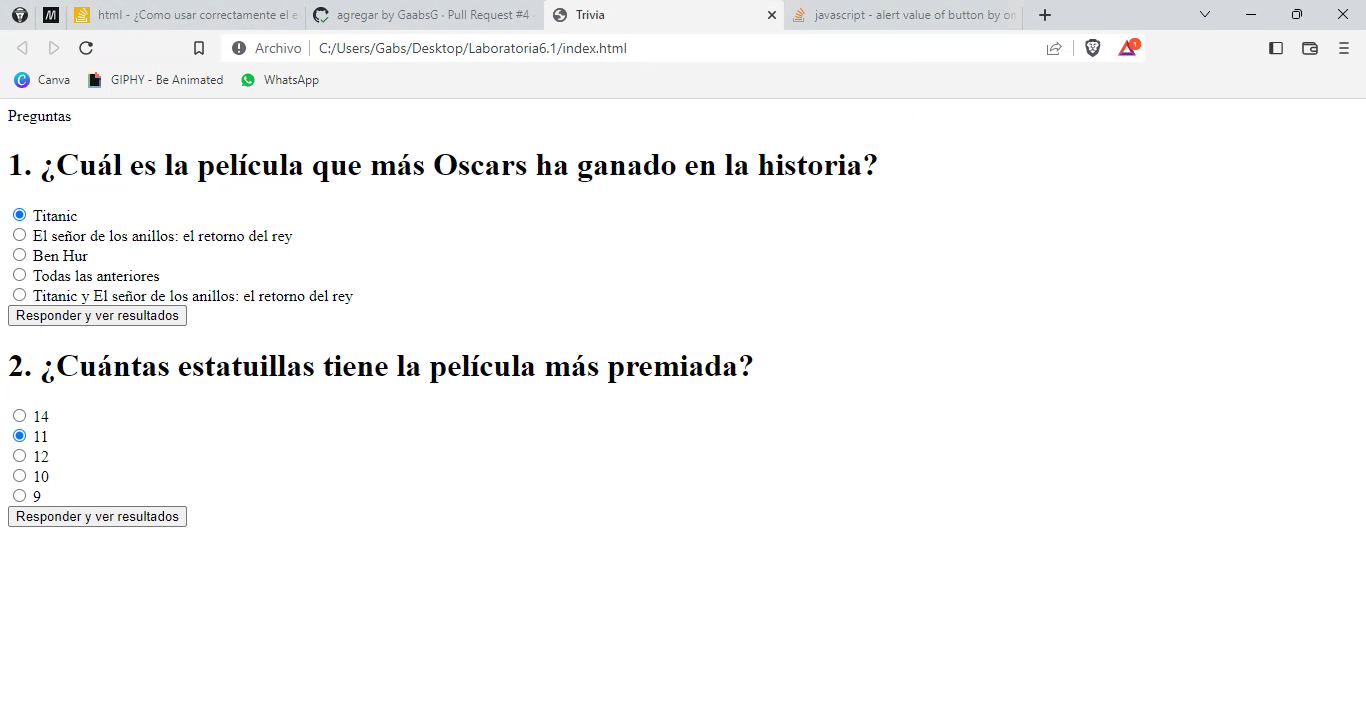 html - ¿Como usar correctamente el e
agregar by GaabsG · Pull Request #4 ·
Trivia
javascript - alert value of button by on
Archivo
C:/Users/Gabs/Desktop/Laboratoria6.1/index.html
1
Canva
GIPHY - Be Animated
WhatsApp
Preguntas
1. ¿Cuál es la película que más Oscars ha ganado en la historia?
Titanic
El señor de los anillos: el retorno del rey
Ben Hur
Todas las anteriores
Titanic y El señor de los anillos: el retorno del rey
Responder y ver resultados
2. ¿Cuántas estatuillas tiene la película más premiada?
14
11
12
10
9
Responder y ver resultados